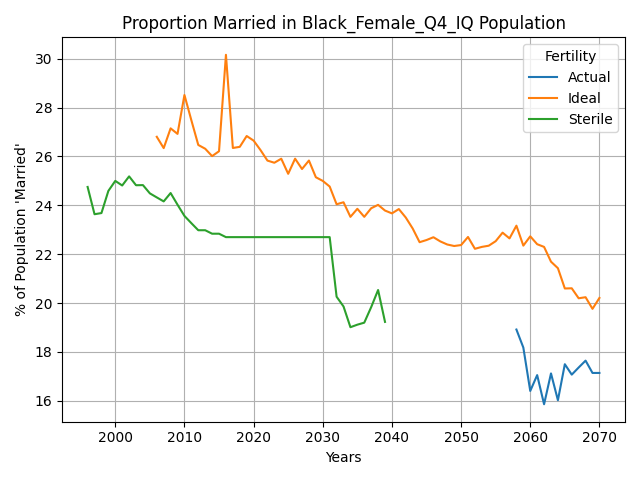 Proportion Married in Black_Female_Q4_IQ Population
% of Population 'Married'
30
28
26
24
22
20
18
16
Fertility
Actual
Ideal
Sterile
2000 2010 2020 2030 2040 2050 2060 2070
Years